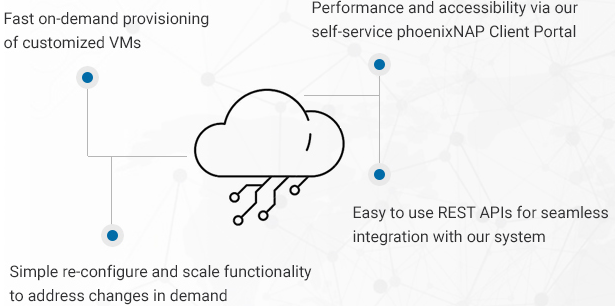 Fast on-demand provisioning
of customized VMs
Performance and accessibility via our
self-service phoenixNAP Client Portal
Simple re-configure and scale functionality
to address changes in demand
Easy to use REST APIs for seamless
integration with our system